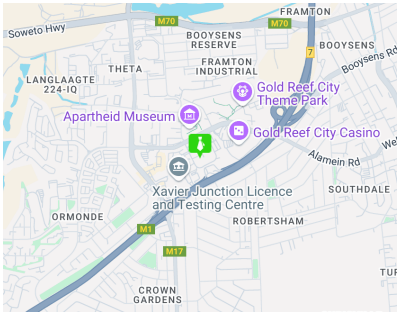 FRAMTON
M70
M70
Soweto Hwy
BOOYSENS
RESERVE
BOOYSENS
7
THETA
FRAMTON
INDUSTRIAL
Booysens Rd
LANGLAAGTE
224-IQ
Gold Reef City
Theme Park
Apartheid Museum
Gold Reef City Casino
Alamein Rd
Xavier Junction Licence
and Testing Centre
SOUTHDALE
ORMONDE
ROBERTSHAM
M1
M17
CROWN
GARDENS